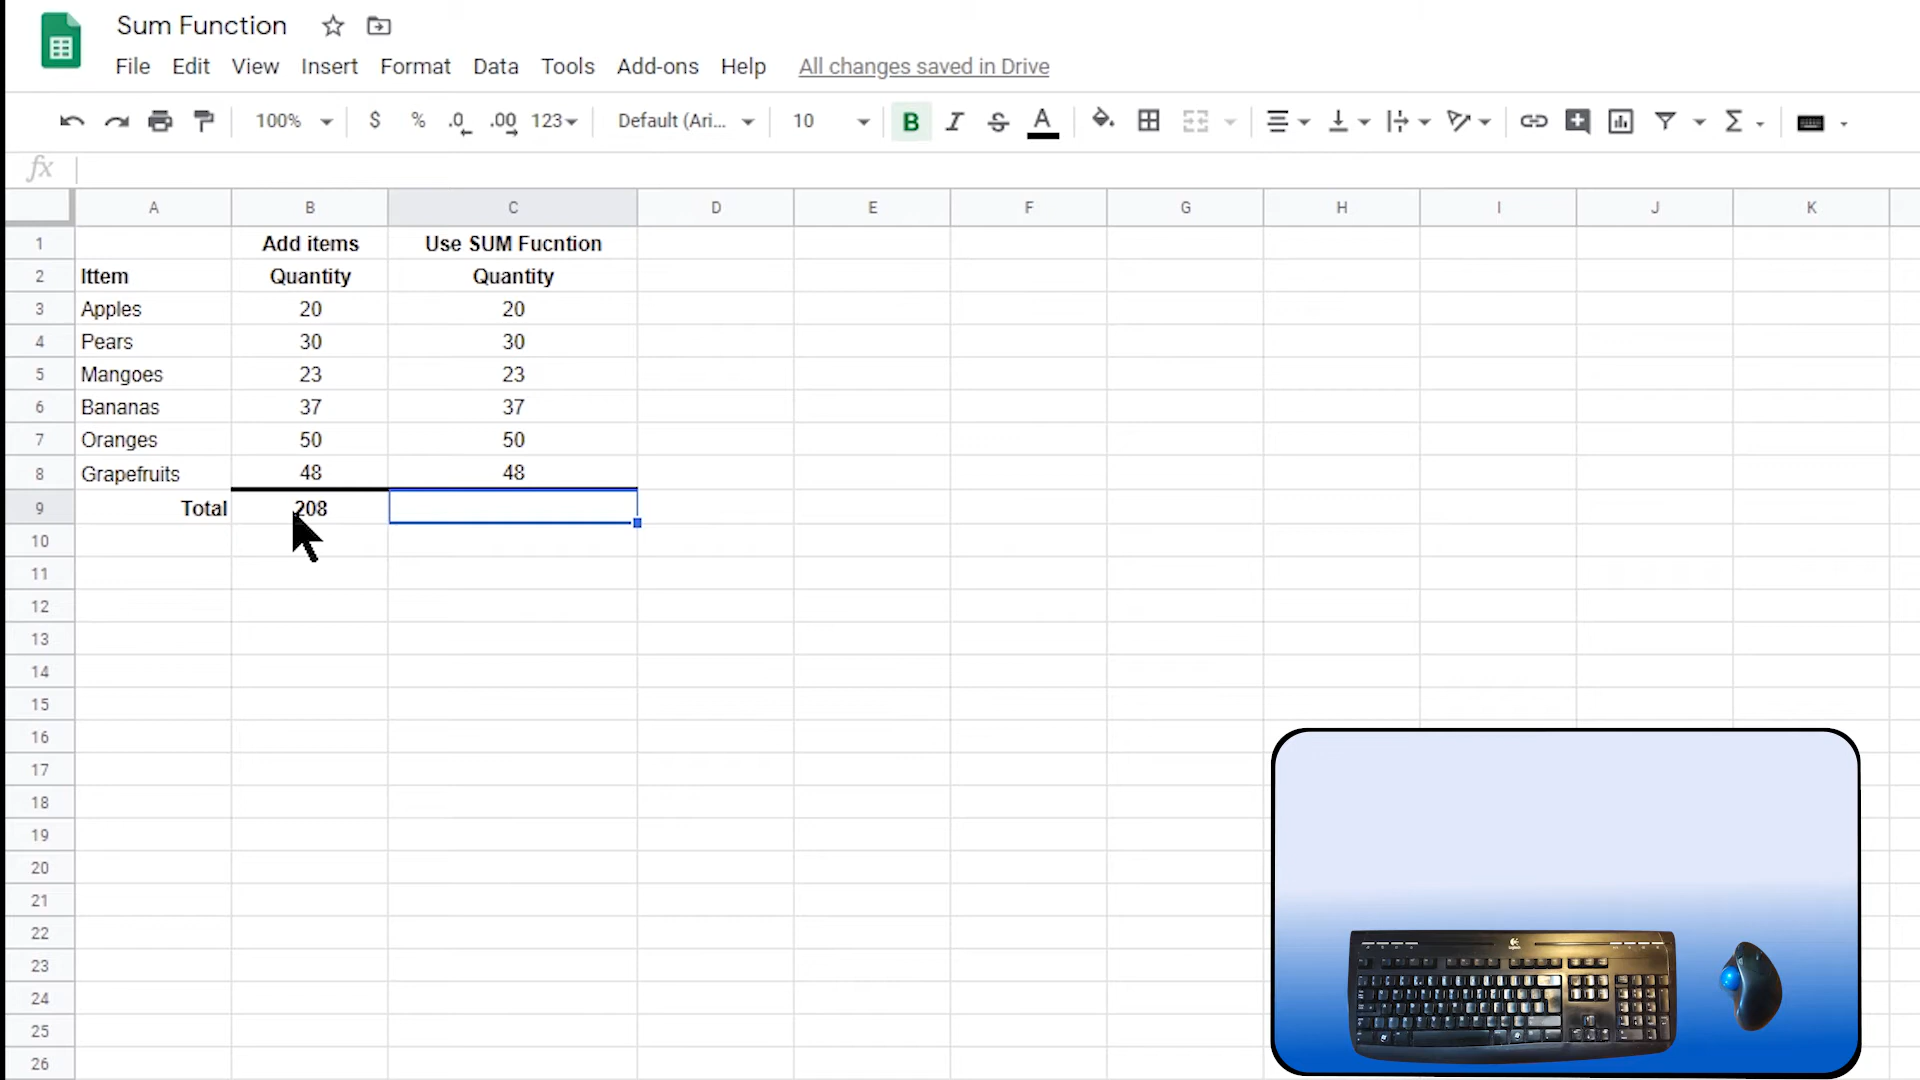 Sum Function
File Edit View Insert Format Data Tools Add-ons Help All changes saved in Drive
100% $ % .0 .00 123 Default (Ari... 10 B I S A
fx
A B C D E F G H I J K
1 Add items Use SUM Fucntion
2 Ittem Quantity Quantity
3 Apples 20 20
4 Pears 30 30
5 Mangoes 23 23
6 Bananas 37 37
7 Oranges 50 50
8 Grapefruits 48 48
9 Total 208
10
11
12
13
14
15
16
17
18
19
20
21
22
23
24
25
26